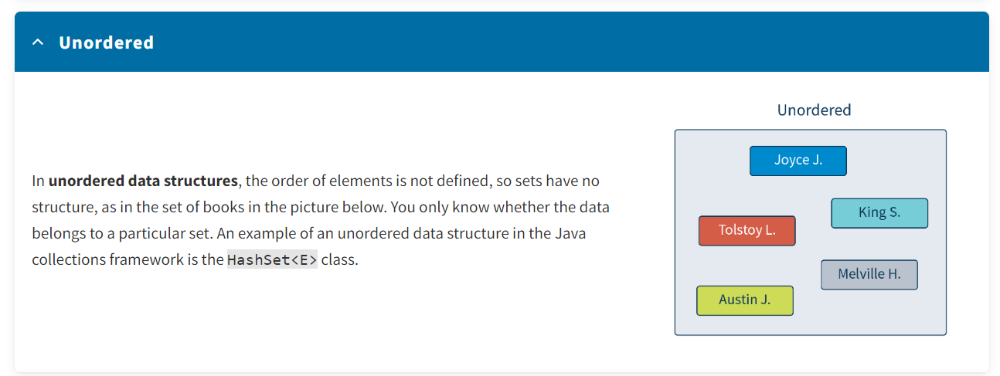 Unordered
In unordered data structures, the order of elements is not defined, so sets have no
structure, as in the set of books in the picture below. You only know whether the data
belongs to a particular set. An example of an unordered data structure in the Java
collections framework is the HashSet<E> class.
Unordered
Joyce J.
King S.
Tolstoy L.
Melville H.
Austin J.